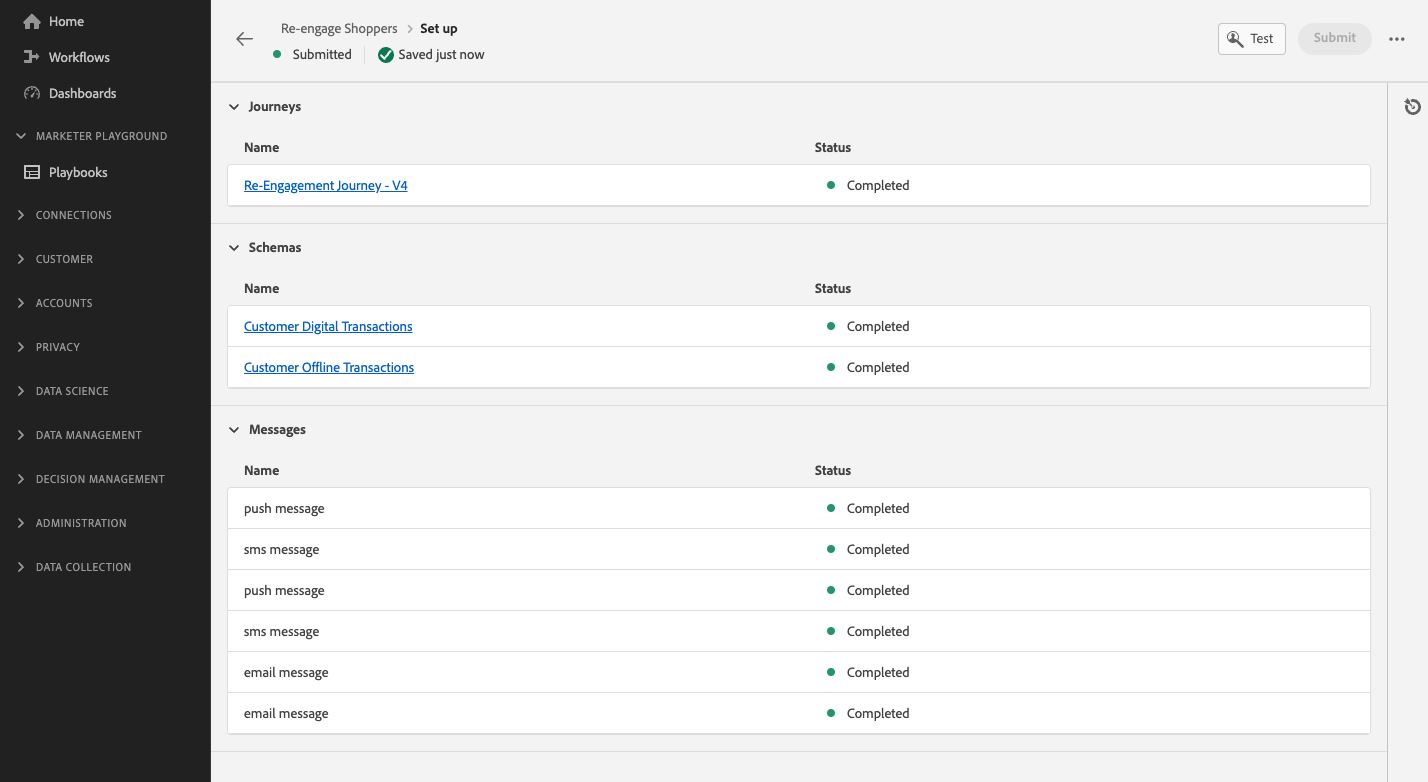 Home
Workflows
Dashboards
MARKETER PLAYGROUND
Playbooks
CONNECTIONS
CUSTOMER
ACCOUNTS
PRIVACY
DATA SCIENCE
DATA MANAGEMENT
DECISION MANAGEMENT
ADMINISTRATION
DATA COLLECTION
Re-engage Shoppers > Set up
Submitted Saved just now
Test Submit
Journeys
Name Status
Re-Engagement Journey - V4 Completed
Schemas
Name Status
Customer Digital Transactions Completed
Customer Offline Transactions Completed
Messages
Name Status
push message Completed
sms message Completed
push message Completed
sms message Completed
email message Completed
email message Completed